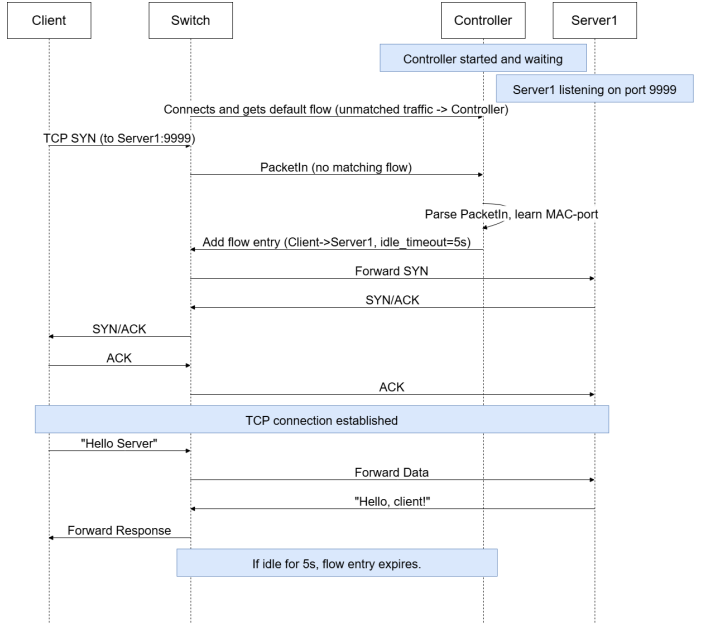 Client
Switch
Controller
Server1
Controller started and waiting
Server1 listening on port 9999
Connects and gets default flow (unmatched traffic -> Controller)
TCP SYN (to Server1:9999)
PacketIn (no matching flow)
Parse PacketIn, learn MAC-port
Add flow entry (Client->Server1, idle_timeout=5s)
Forward SYN
SYN/ACK
SYN/ACK
ACK
ACK
TCP connection established
"Hello Server"
Forward Data
"Hello, client!"
Forward Response
If idle for 5s, flow entry expires.